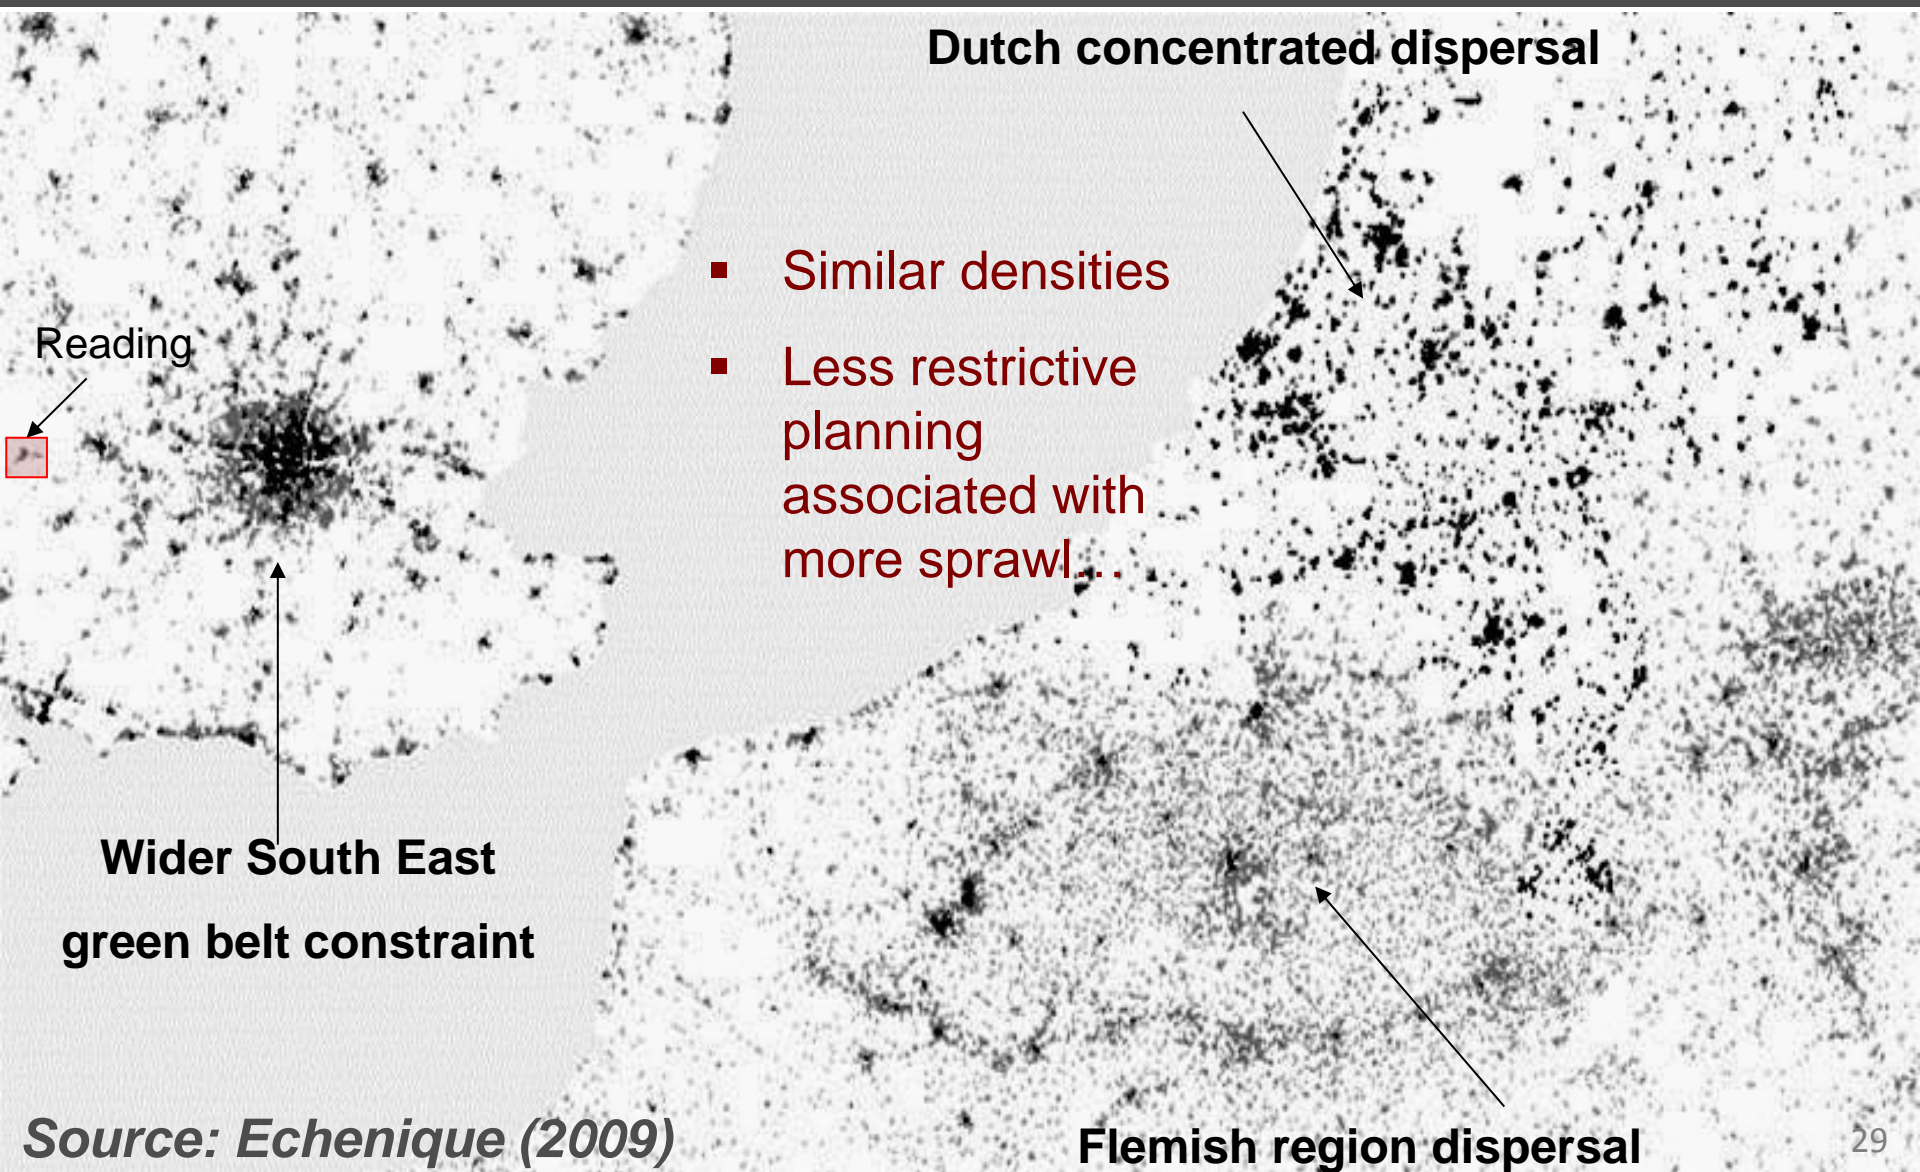 Dutch concentrated dispersal
▪ Similar densities
Reading
▪ Less restrictive
planning
associated with
more sprawl…
Wider South East
green belt constraint
Source: Echenique (2009)
Flemish region dispersal
29